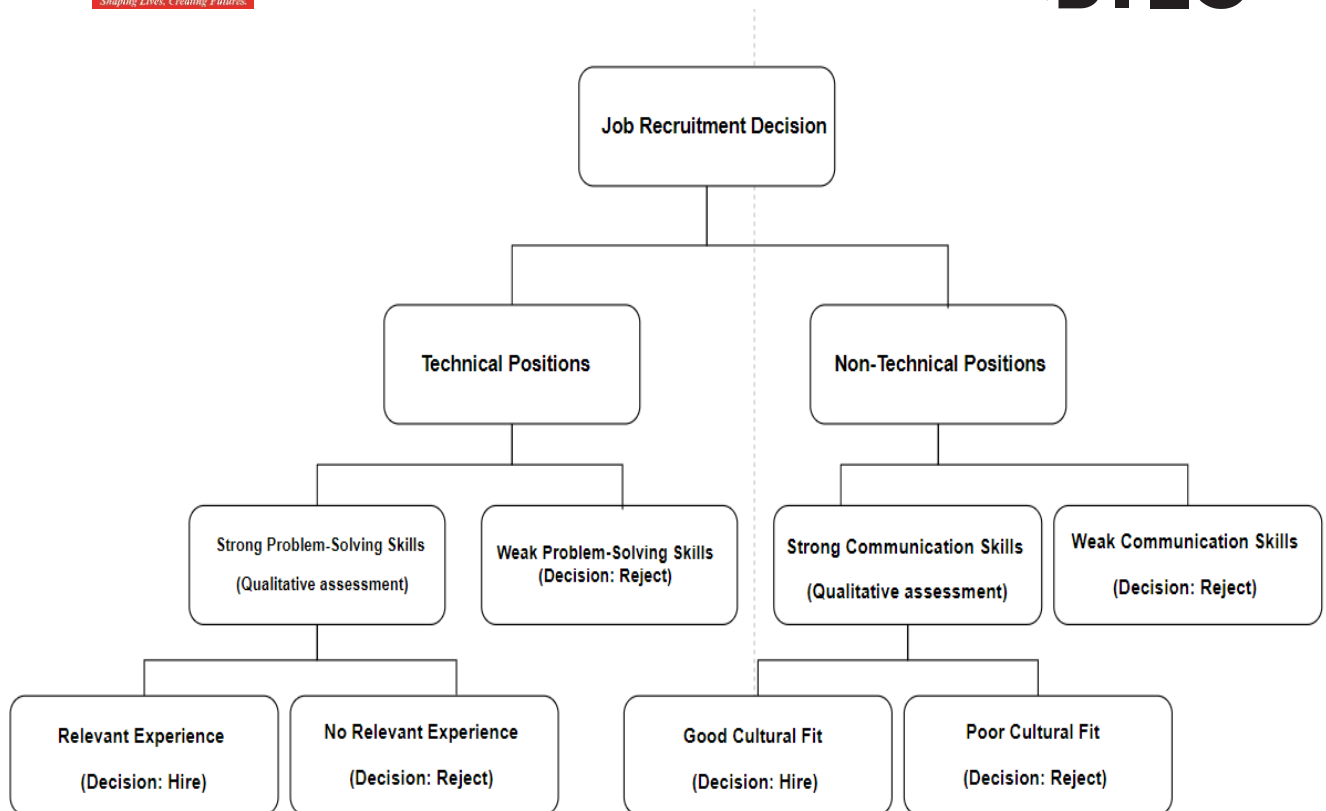 Shaping Lives, Creating Futures.
Job Recruitment Decision
Technical Positions
Non-Technical Positions
Strong Problem-Solving Skills
(Qualitative assessment)
Weak Problem-Solving Skills
(Decision: Reject)
Strong Communication Skills
(Qualitative assessment)
Weak Communication Skills
(Decision: Reject)
Relevant Experience
(Decision: Hire)
No Relevant Experience
(Decision: Reject)
Good Cultural Fit
(Decision: Hire)
Poor Cultural Fit
(Decision: Reject)